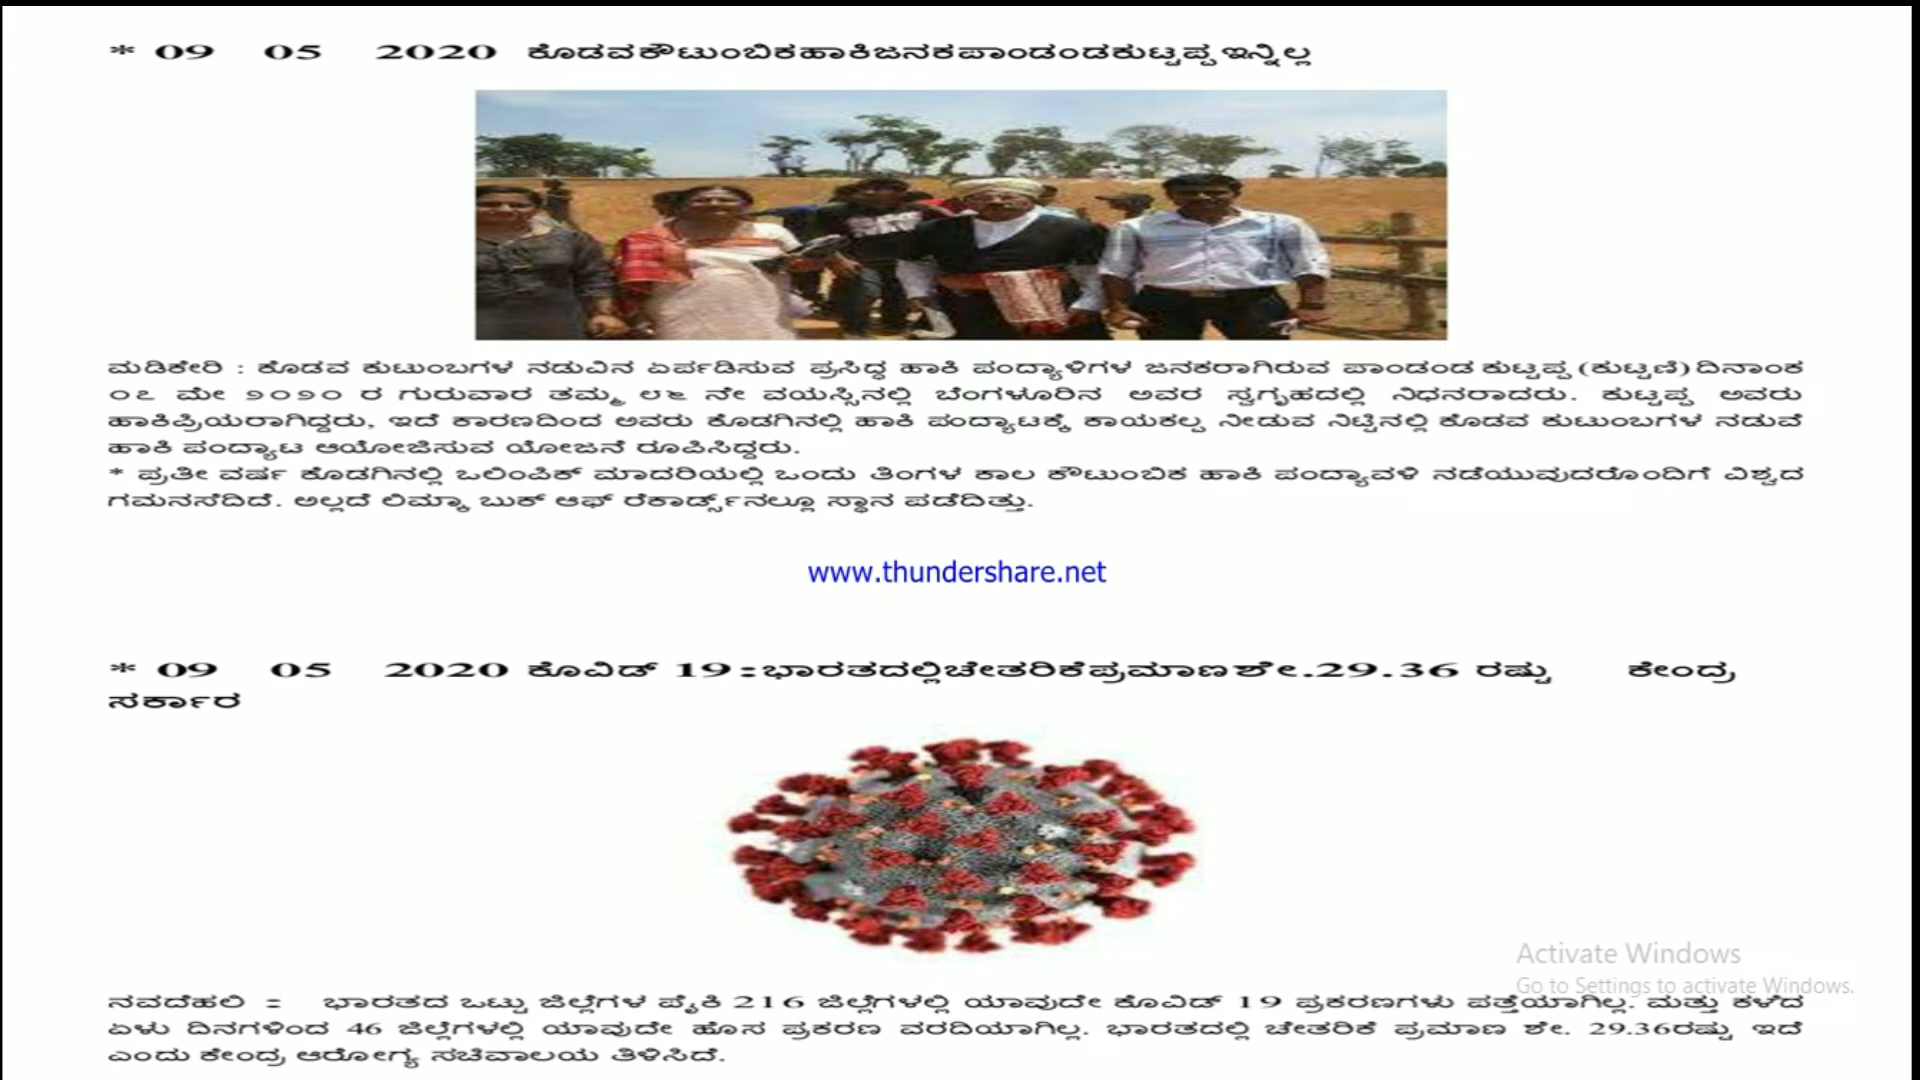 * 09 05 2020 ಕೊಡವಕೌಟುಂಬಿಕಹಾಕಿಜನಕಪಾಂಡಂಡಕುಟ್ಟಪ್ಪಇನ್ನಿಲ್ಲ
ಮಡಿಕೇರಿ : ಕೊಡವ ಕುಟುಂಬಗಳ ನಡುವಿನ ಏರ್ಪಡಿಸುವ ಪ್ರಸಿದ್ಧ ಹಾಕಿ ಪಂದ್ಯಾಳಿಗಳ ಜನಕರಾಗಿರುವ ಪಾಂಡಂಡ ಕುಟ್ಟಪ್ಪ (ಕುಟ್ಟಣಿ) ದಿನಾಂಕ
೦೭ ಮೇ ೨೦೨೦ ರ ಗುರುವಾರ ತಮ್ಮ ೮೬ ನೇ ವಯಸ್ಸಿನಲ್ಲಿ ಬೆಂಗಳೂರಿನ ಅವರ ಸ್ವಗೃಹದಲ್ಲಿ ನಿಧನರಾದರು. ಕುಟ್ಟಪ್ಪ ಅವರು
ಹಾಕಿಪ್ರಿಯರಾಗಿದ್ದರು, ಇದೆ ಕಾರಣದಿಂದ ಅವರು ಕೊಡಗಿನಲ್ಲಿ ಹಾಕಿ ಪಂದ್ಯಾಟಕ್ಕೆ ಕಾಯಕಲ್ಪ ನೀಡುವ ನಿಟ್ಟಿನಲ್ಲಿ ಕೊಡವ ಕುಟುಂಬಗಳ ನಡುವೆ
ಹಾಕಿ ಪಂದ್ಯಾಟ ಆಯೋಜಿಸುವ ಯೋಜನೆ ರೂಪಿಸಿದ್ದರು.
* ಪ್ರತೀ ವರ್ಷ ಕೊಡಗಿನಲ್ಲಿ ಒಲಿಂಪಿಕ್ ಮಾದರಿಯಲ್ಲಿ ಒಂದು ತಿಂಗಳ ಕಾಲ ಕೌಟುಂಬಿಕ ಹಾಕಿ ಪಂದ್ಯಾವಳಿ ನಡೆಯುವುದರೊಂದಿಗೆ ವಿಶ್ವದ
ಗಮನಸೆದಿದೆ. ಅಲ್ಲದೆ ಲಿಮ್ಕಾ ಬುಕ್ ಆಫ್ ರೆಕಾರ್ಡ್ಸ್‌ನಲ್ಲೂ ಸ್ಥಾನ ಪಡೆದಿತ್ತು.
www.thundershare.net
* 09 05 2020 ಕೊವಿಡ್ 19 :ಭಾರತದಲ್ಲಿಚೇತರಿಕೆಪ್ರಮಾಣಶೇ.29.36 ರಷ್ಟು ಕೇಂದ್ರ
ಸರ್ಕಾರ
Activate Windows
Go to Settings to activate Windows.
ನವದೆಹಲಿ : ಭಾರತದ ಒಟ್ಟು ಜಿಲ್ಲೆಗಳ ಪೈಕಿ 216 ಜಿಲ್ಲೆಗಳಲ್ಲಿ ಯಾವುದೇ ಕೊವಿಡ್ 19 ಪ್ರಕರಣಗಳು ಪತ್ತೆಯಾಗಿಲ್ಲ. ಮತ್ತು ಕಳೆದ
ಏಳು ದಿನಗಳಿಂದ 46 ಜಿಲ್ಲೆಗಳಲ್ಲಿ ಯಾವುದೇ ಹೊಸ ಪ್ರಕರಣ ವರದಿಯಾಗಿಲ್ಲ. ಭಾರತದಲ್ಲಿ ಚೇತರಿಕೆ ಪ್ರಮಾಣ ಶೇ. 29.36ರಷ್ಟು ಇದೆ
ಎಂದು ಕೇಂದ್ರ ಆರೋಗ್ಯ ಸಚಿವಾಲಯ ತಿಳಿಸಿದೆ.